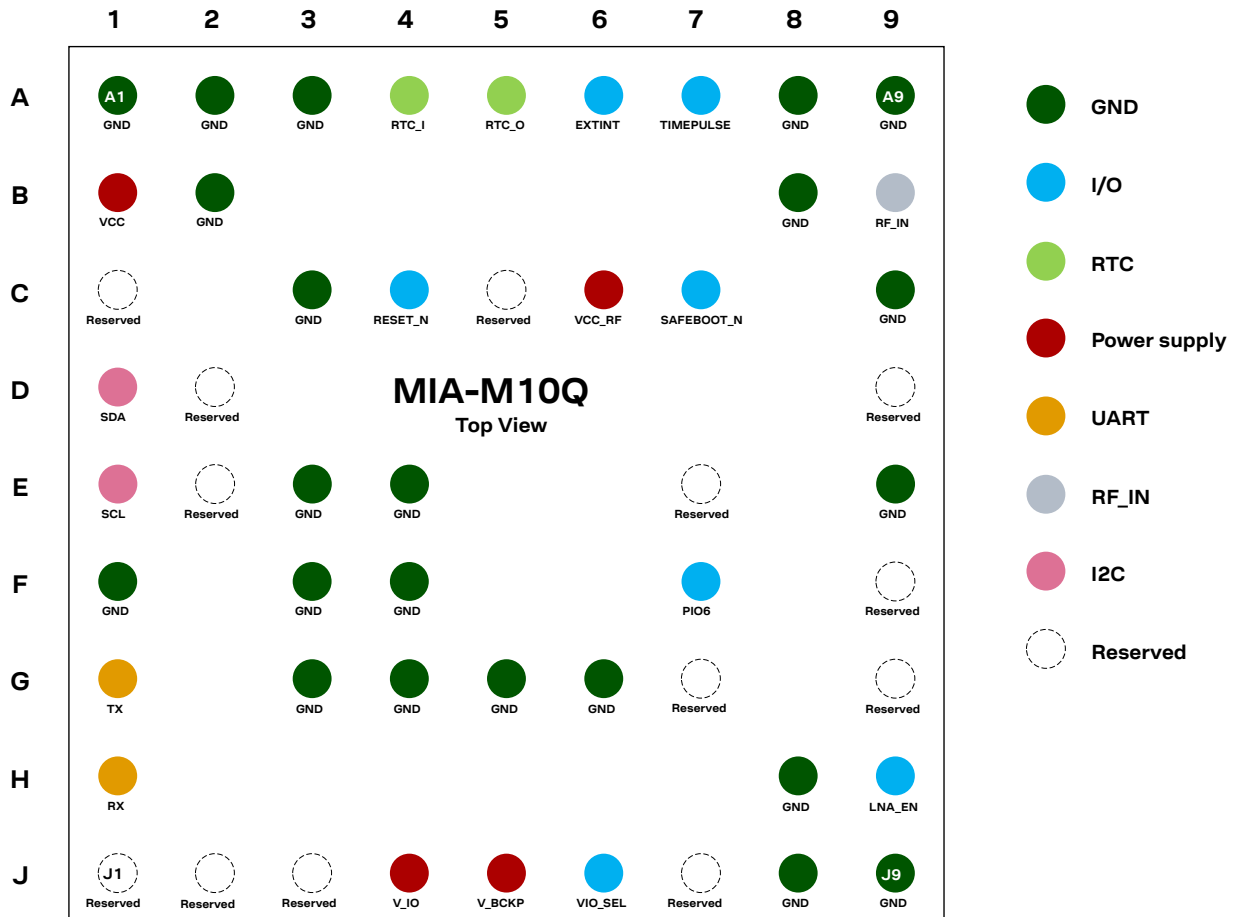 1 2 3 4 5 6 7 8 9
A A1 A9 GND
GND GND GND RTC_I RTC_O EXTINT TIMEPULSE GND GND
I/O
B
VCC GND GND RF_IN
RTC
C
Reserved GND RESET_N Reserved VCC_RF SAFEBOOT_N GND
Power supply
D MIA-M10Q
SDA Reserved Top View Reserved
UART
E
SCL Reserved GND GND Reserved GND
RF_IN
F
GND GND GND PIO6 Reserved
I2C
G
TX GND GND GND GND Reserved Reserved
Reserved
H
RX GND LNA_EN
J J1 J9
Reserved Reserved Reserved V_IO V_BCKP VIO_SEL Reserved GND GND